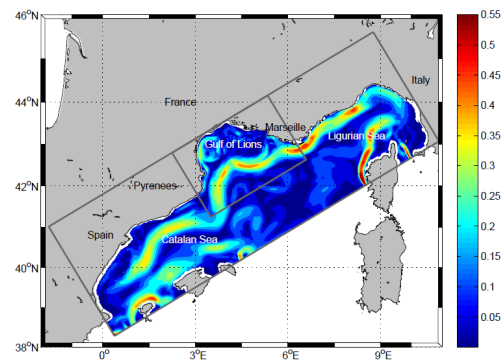 46°N
44°N
42°N
40°N
38°N
0°
3°E
6°E
9°E
France
Italy
Marseille
Gulf of Lions
Ligurian Sea
Pyrenees
Spain
Catalan Sea
0.55
0.5
0.45
0.4
0.35
0.3
0.25
0.2
0.15
0.1
0.05